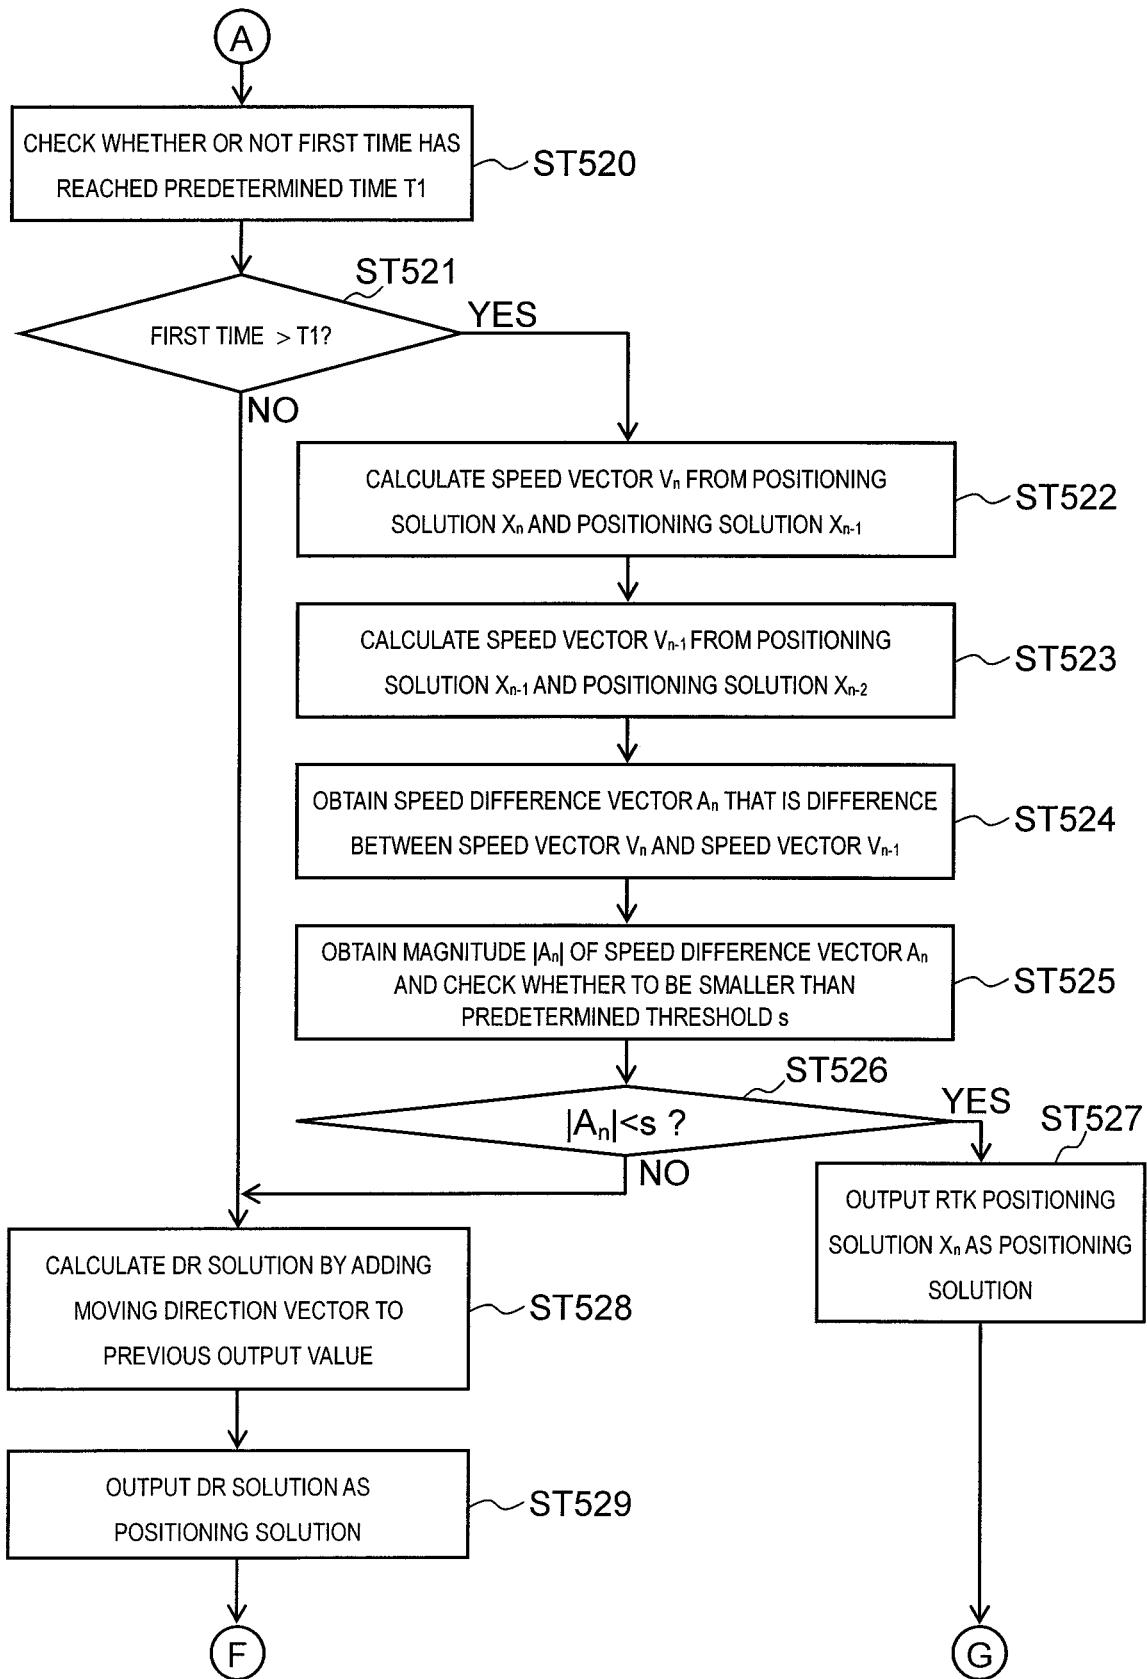 A
CHECK WHETHER OR NOT FIRST TIME HAS
REACHED PREDETERMINED TIME T1
ST520
ST521
FIRST TIME > T1?
YES
NO
CALCULATE SPEED VECTOR Vn FROM POSITIONING
SOLUTION Xn AND POSITIONING SOLUTION Xn-1
ST522
CALCULATE SPEED VECTOR Vn-1 FROM POSITIONING
SOLUTION Xn-1 AND POSITIONING SOLUTION Xn-2
ST523
OBTAIN SPEED DIFFERENCE VECTOR An THAT IS DIFFERENCE
BETWEEN SPEED VECTOR Vn AND SPEED VECTOR Vn-1
ST524
OBTAIN MAGNITUDE |An| OF SPEED DIFFERENCE VECTOR An
AND CHECK WHETHER TO BE SMALLER THAN
PREDETERMINED THRESHOLD s
ST525
ST526
|An|<s ?
YES
NO
ST527
OUTPUT RTK POSITIONING
SOLUTION Xn AS POSITIONING
SOLUTION
CALCULATE DR SOLUTION BY ADDING
MOVING DIRECTION VECTOR TO
PREVIOUS OUTPUT VALUE
ST528
OUTPUT DR SOLUTION AS
POSITIONING SOLUTION
ST529
F
G